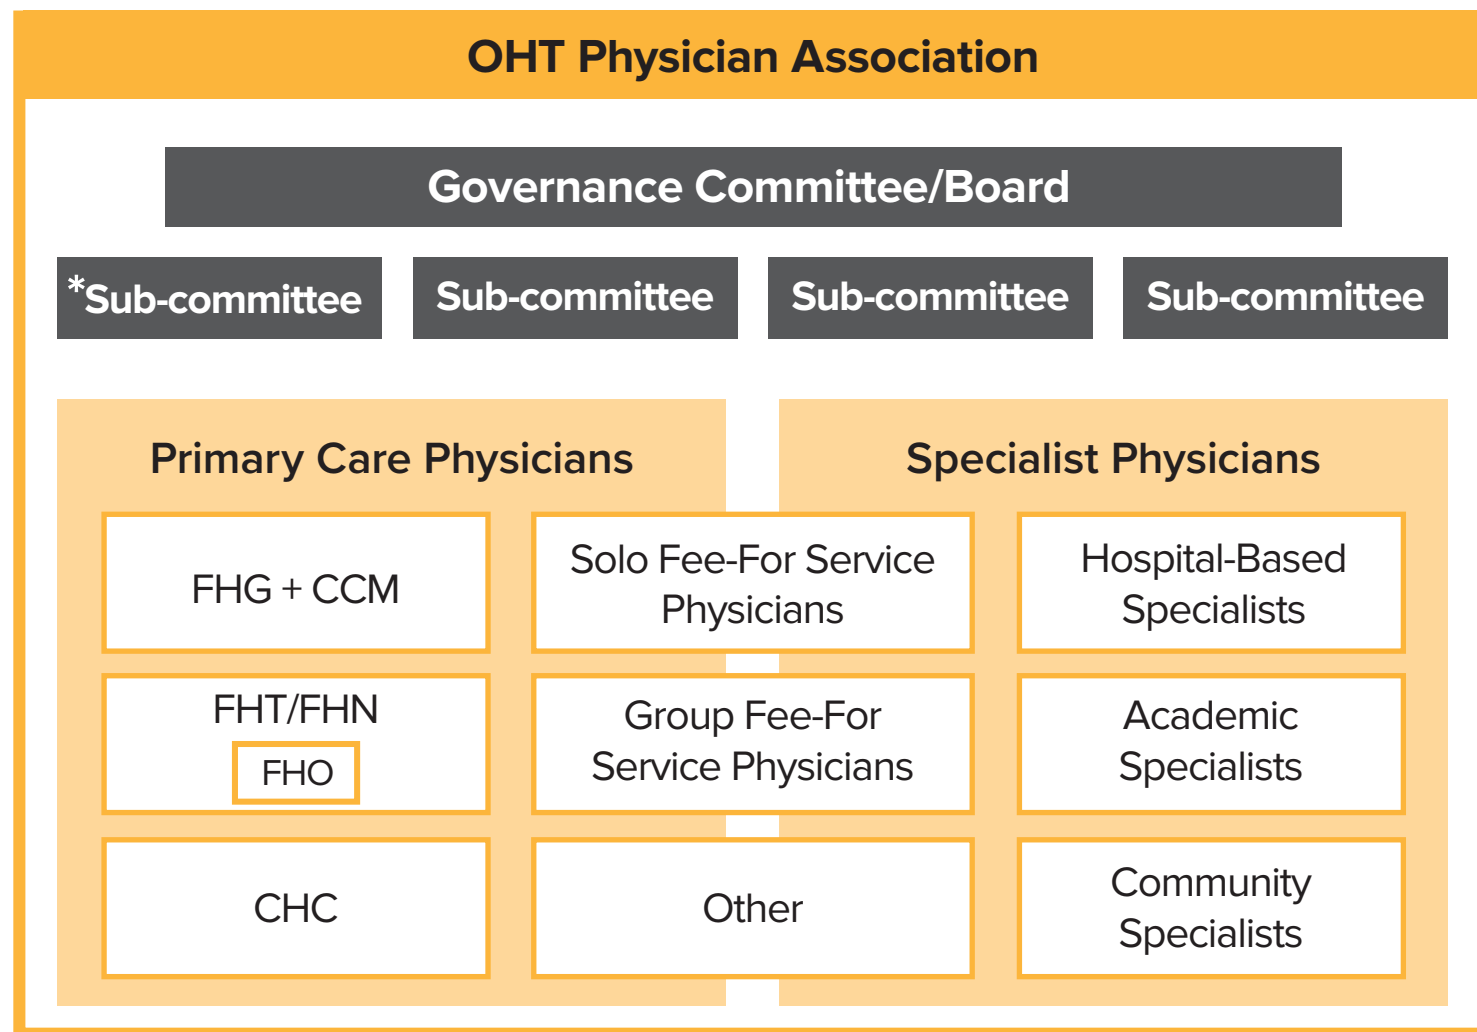 OHT Physician Association
Governance Committee/Board
*Sub-committee
Sub-committee
Sub-committee
Sub-committee
Primary Care Physicians
FHG + CCM
FHT/FHN
FHO
CHC
Solo Fee-For Service
Physicians
Group Fee-For
Service Physicians
Other
Specialist Physicians
Hospital-Based
Specialists
Academic
Specialists
Community
Specialists